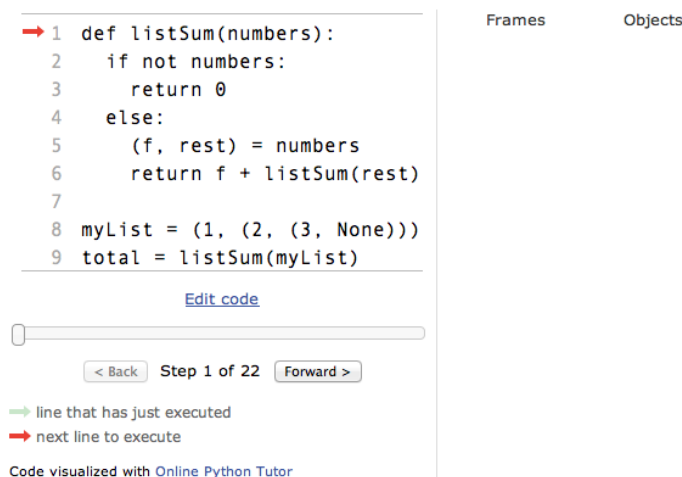 1 def listSum(numbers):
2 if not numbers:
3 return 0
4 else:
5 (f, rest) = numbers
6 return f + listSum(rest)
7
8 myList = (1, (2, (3, None)))
9 total = listSum(myList)
Edit code
< Back Step 1 of 22 Forward >
line that has just executed
next line to execute
Code visualized with Online Python Tutor
Frames Objects